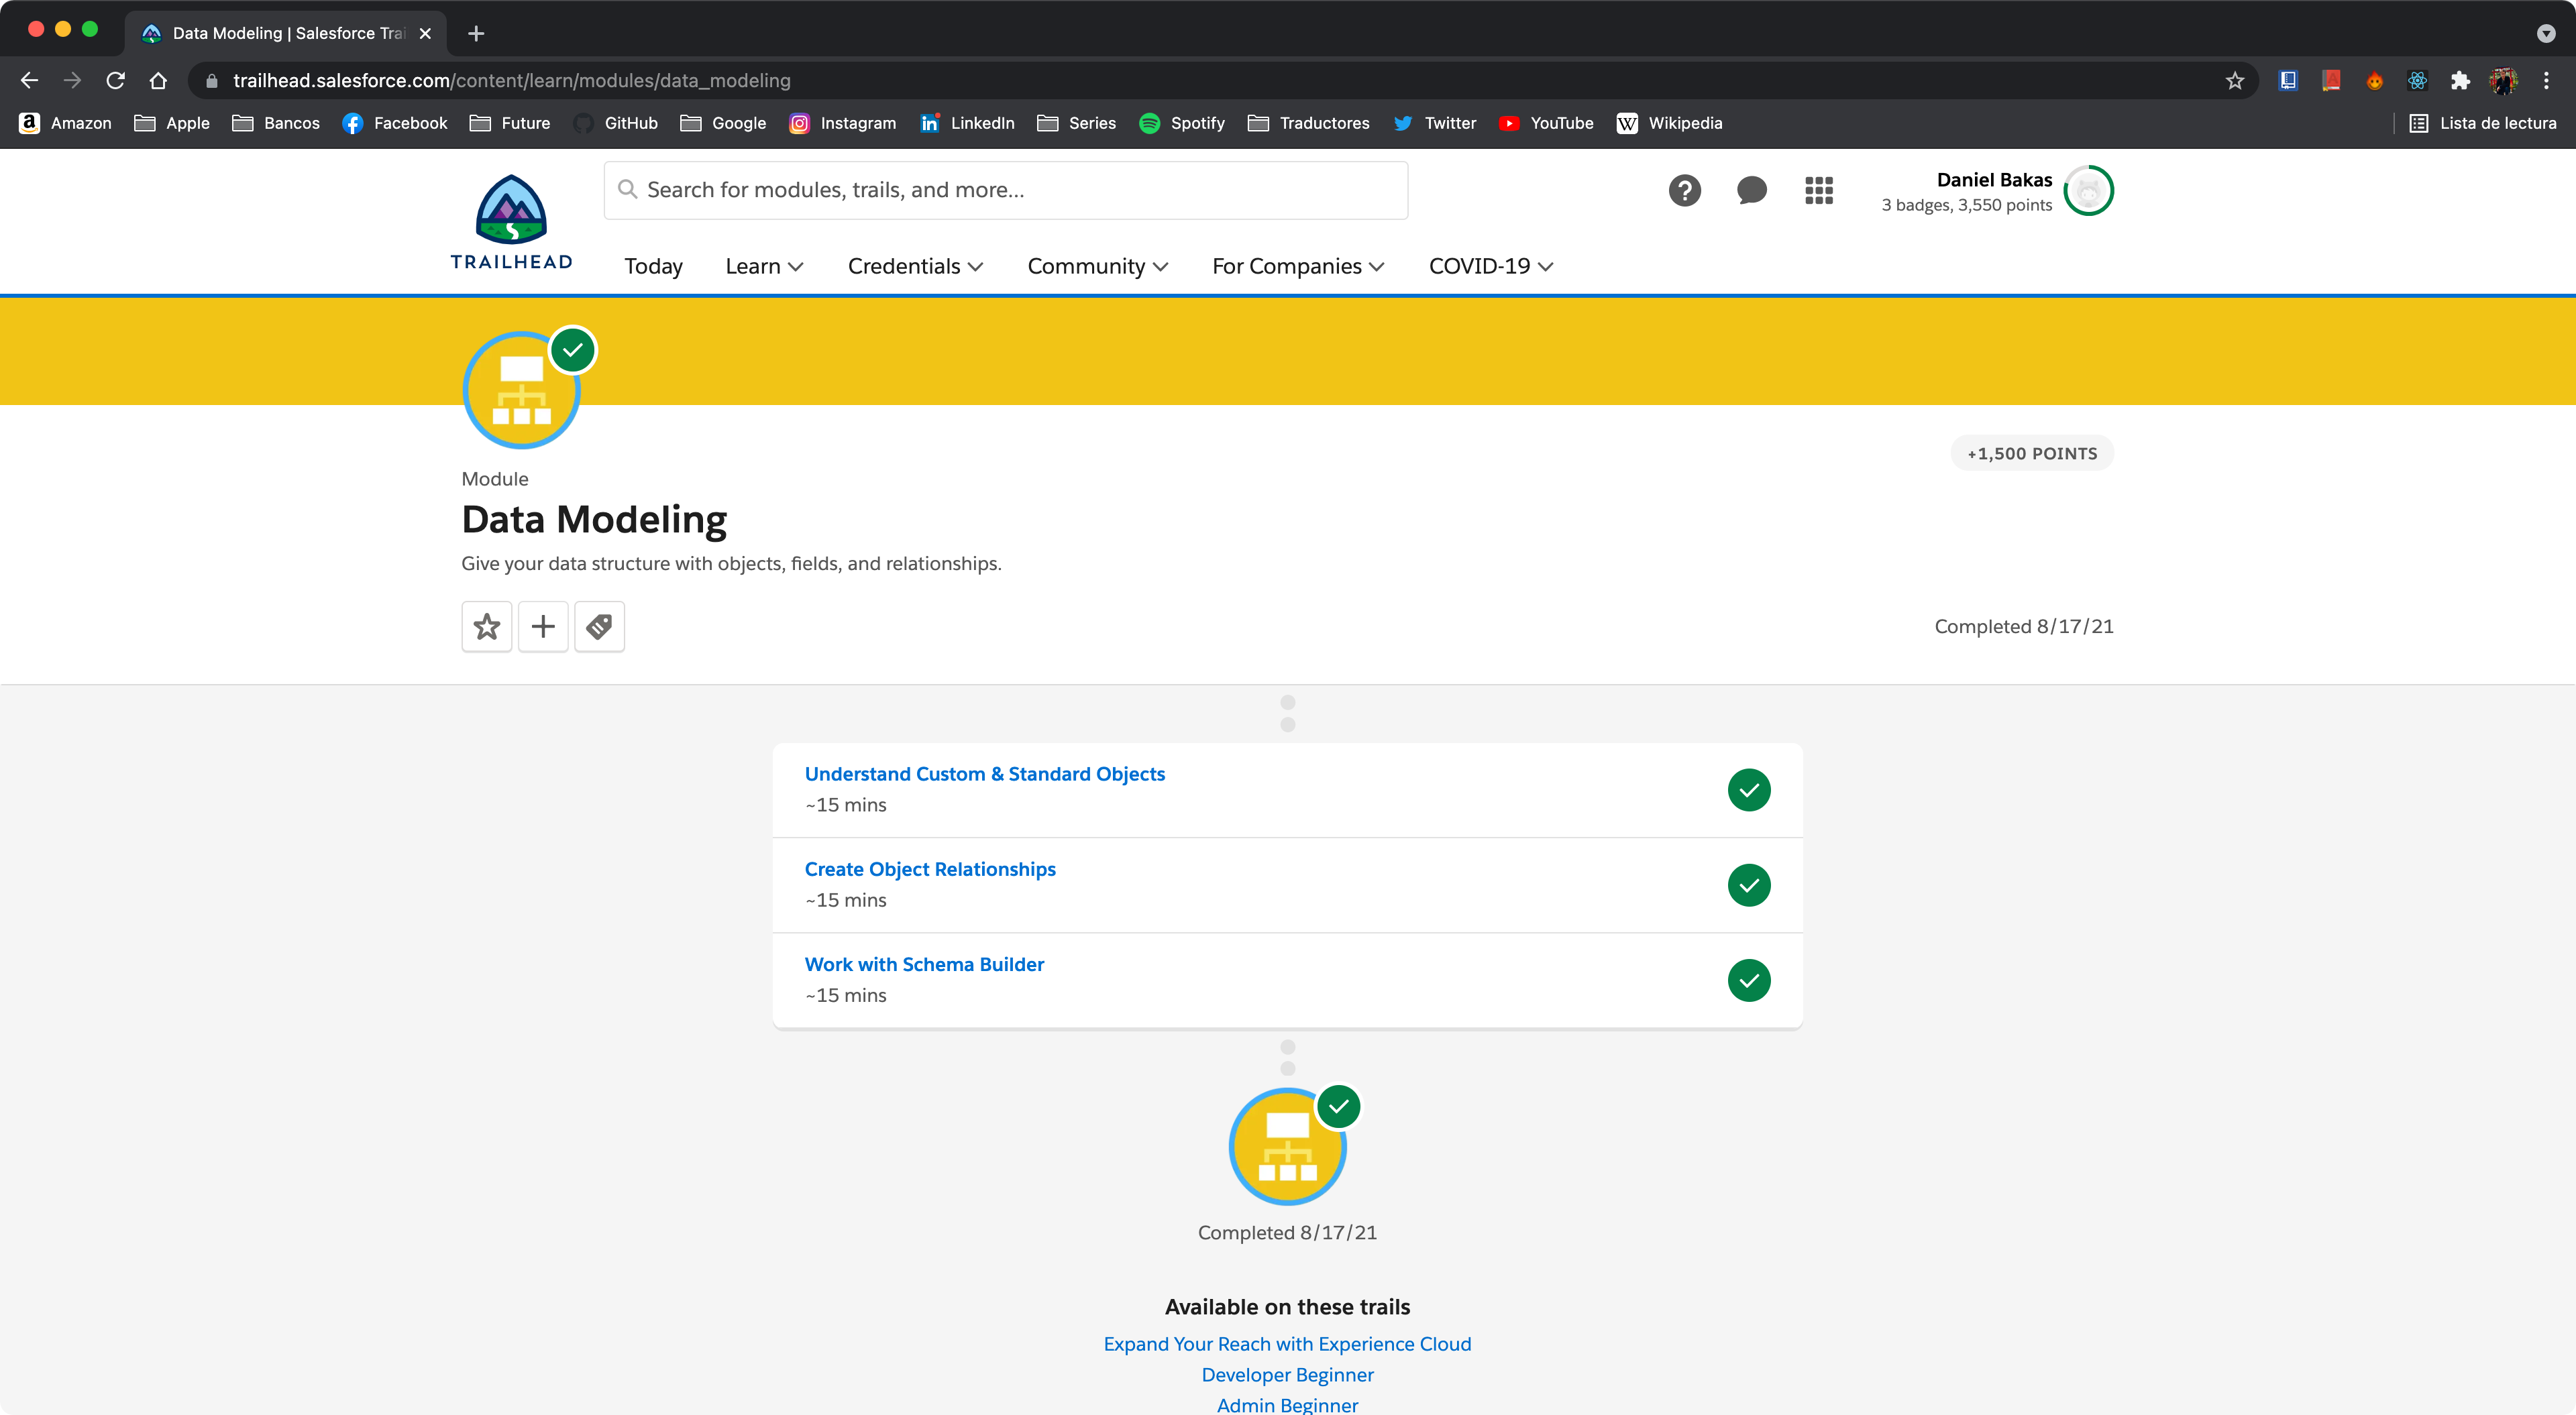 Data Modeling | Salesforce Trai
trailhead.salesforce.com/content/learn/modules/data_modeling
Amazon Apple Bancos Facebook Future GitHub Google Instagram LinkedIn Series Spotify Traductores Twitter YouTube Wikipedia Lista de lectura
TRAILHEAD
Search for modules, trails, and more...
Daniel Bakas
3 badges, 3,550 points
Today Learn Credentials Community For Companies COVID-19
+1,500 POINTS
Module
Data Modeling
Give your data structure with objects, fields, and relationships.
Completed 8/17/21
Understand Custom & Standard Objects
~15 mins
Create Object Relationships
~15 mins
Work with Schema Builder
~15 mins
Completed 8/17/21
Available on these trails
Expand Your Reach with Experience Cloud
Developer Beginner
Admin Beginner